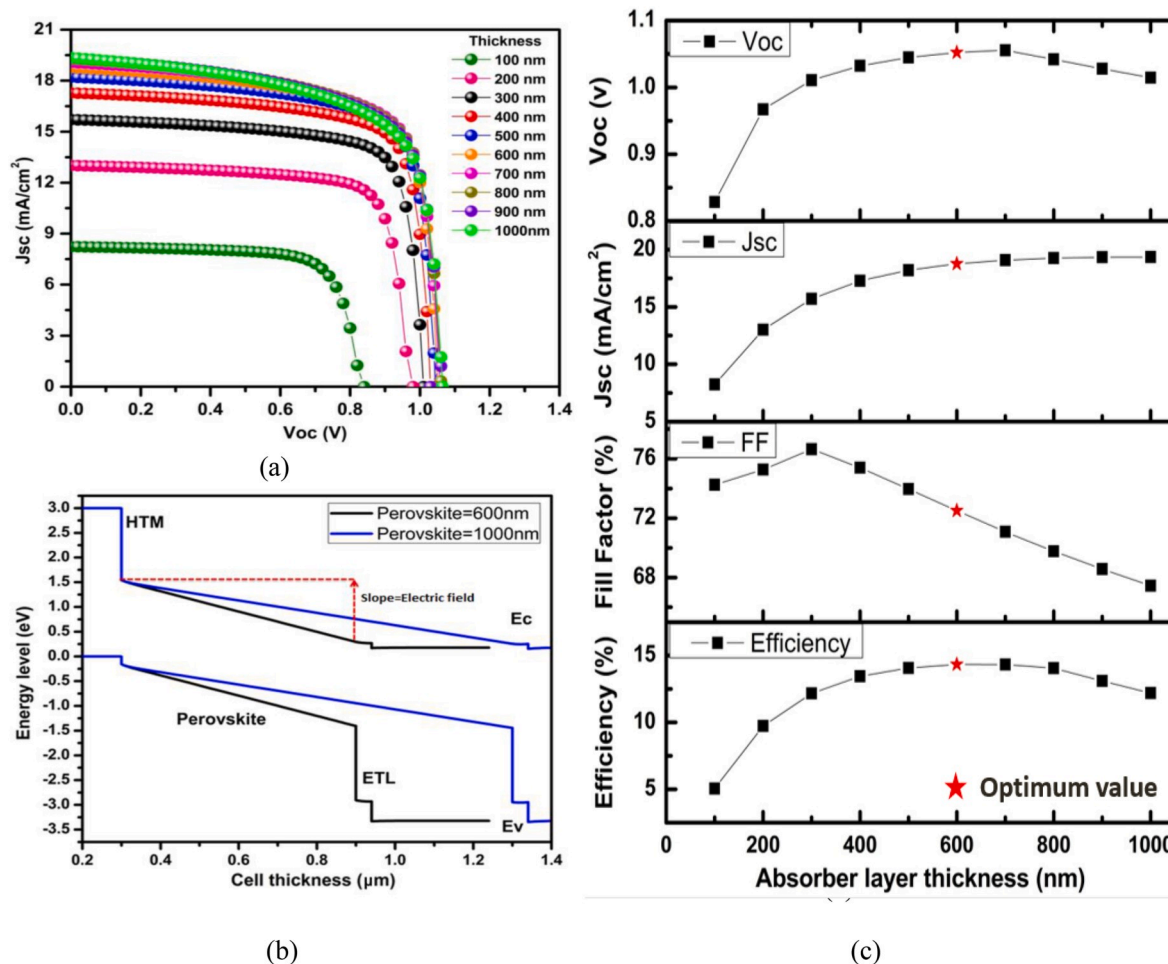 21
18
15
12
9
6
3
0
Jsc (mA/cm²)
0.0 0.2 0.4 0.6 0.8 1.0 1.2 1.4
Voc (V)
Thickness
100 nm
200 nm
300 nm
400 nm
500 nm
600 nm
700 nm
800 nm
900 nm
1000nm
(a)
3.0
2.5
2.0
1.5
1.0
0.5
0.0
-0.5
-1.0
-1.5
-2.0
-2.5
-3.0
-3.5
Energy level (eV)
HTM
Perovskite=600nm
Perovskite=1000nm
Slope=Electric field
Ec
Perovskite
ETL
Ev
0.2 0.4 0.6 0.8 1.0 1.2 1.4
Cell thickness (µm)
(b)
1.1
1.0
0.9
0.8
Voc (v)
Voc
20
15
10
5
Jsc (mA/cm²)
Jsc
76
72
68
Fill Factor (%)
FF
15
10
5
Efficiency (%)
Efficiency
Optimum value
0 200 400 600 800 1000
Absorber layer thickness (nm)
(c)